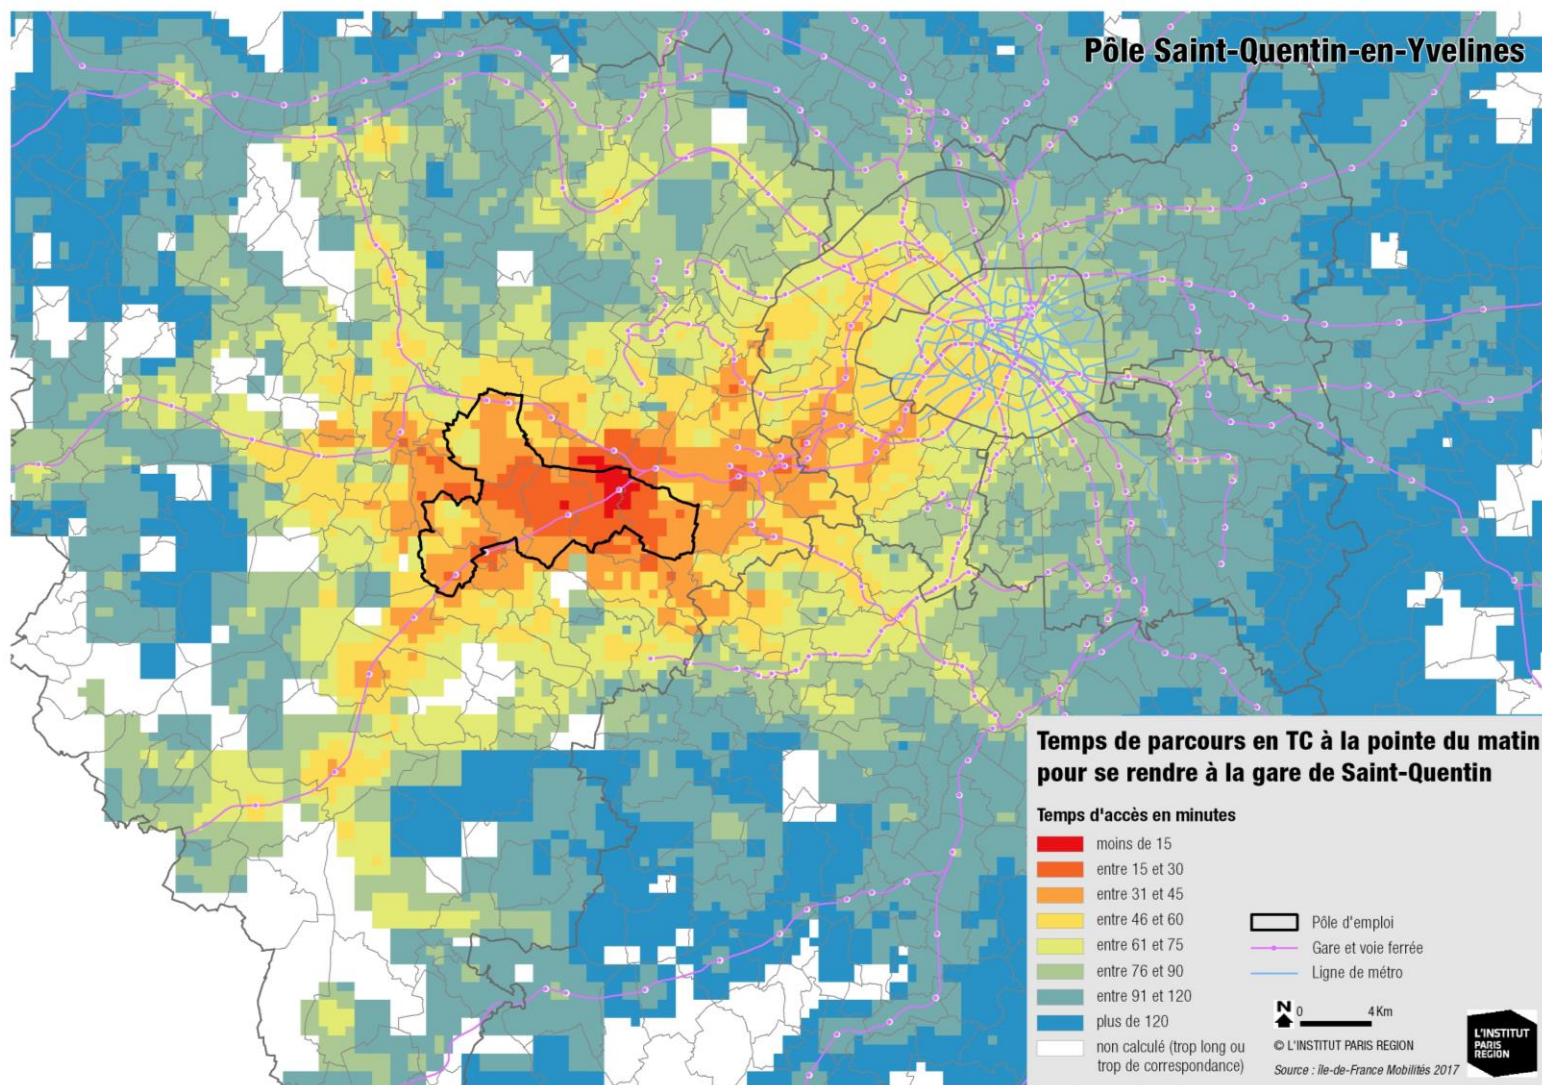 Pôle Saint-Quentin-en-Yvelines
Temps de parcours en TC à la pointe du matin
pour se rendre à la gare de Saint-Quentin
Temps d'accès en minutes
moins de 15
entre 15 et 30
entre 31 et 45
entre 46 et 60
entre 61 et 75
entre 76 et 90
entre 91 et 120
plus de 120
non calculé (trop long ou
trop de correspondance)
Pôle d'emploi
Gare et voie ferrée
Ligne de métro
N
0 4 Km
© L'INSTITUT PARIS REGION
Source : île-de-France Mobilités 2017
L'INSTITUT
PARIS
REGION